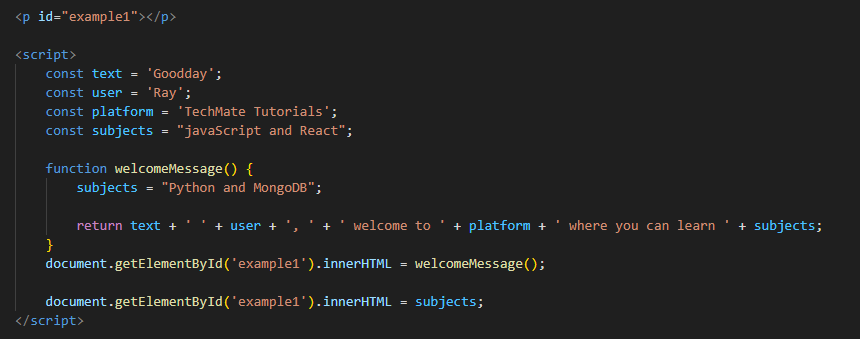 <p id="example1"></p>
<script>
const text = 'Goodday';
const user = 'Ray';
const platform = 'TechMate Tutorials';
const subjects = "javaScript and React";
function welcomeMessage() {
subjects = "Python and MongoDB";
return text + ' ' + user + ', ' + ' welcome to ' + platform + ' where you can learn ' + subjects;
}
document.getElementById('example1').innerHTML = welcomeMessage();
document.getElementById('example1').innerHTML = subjects;
</script>